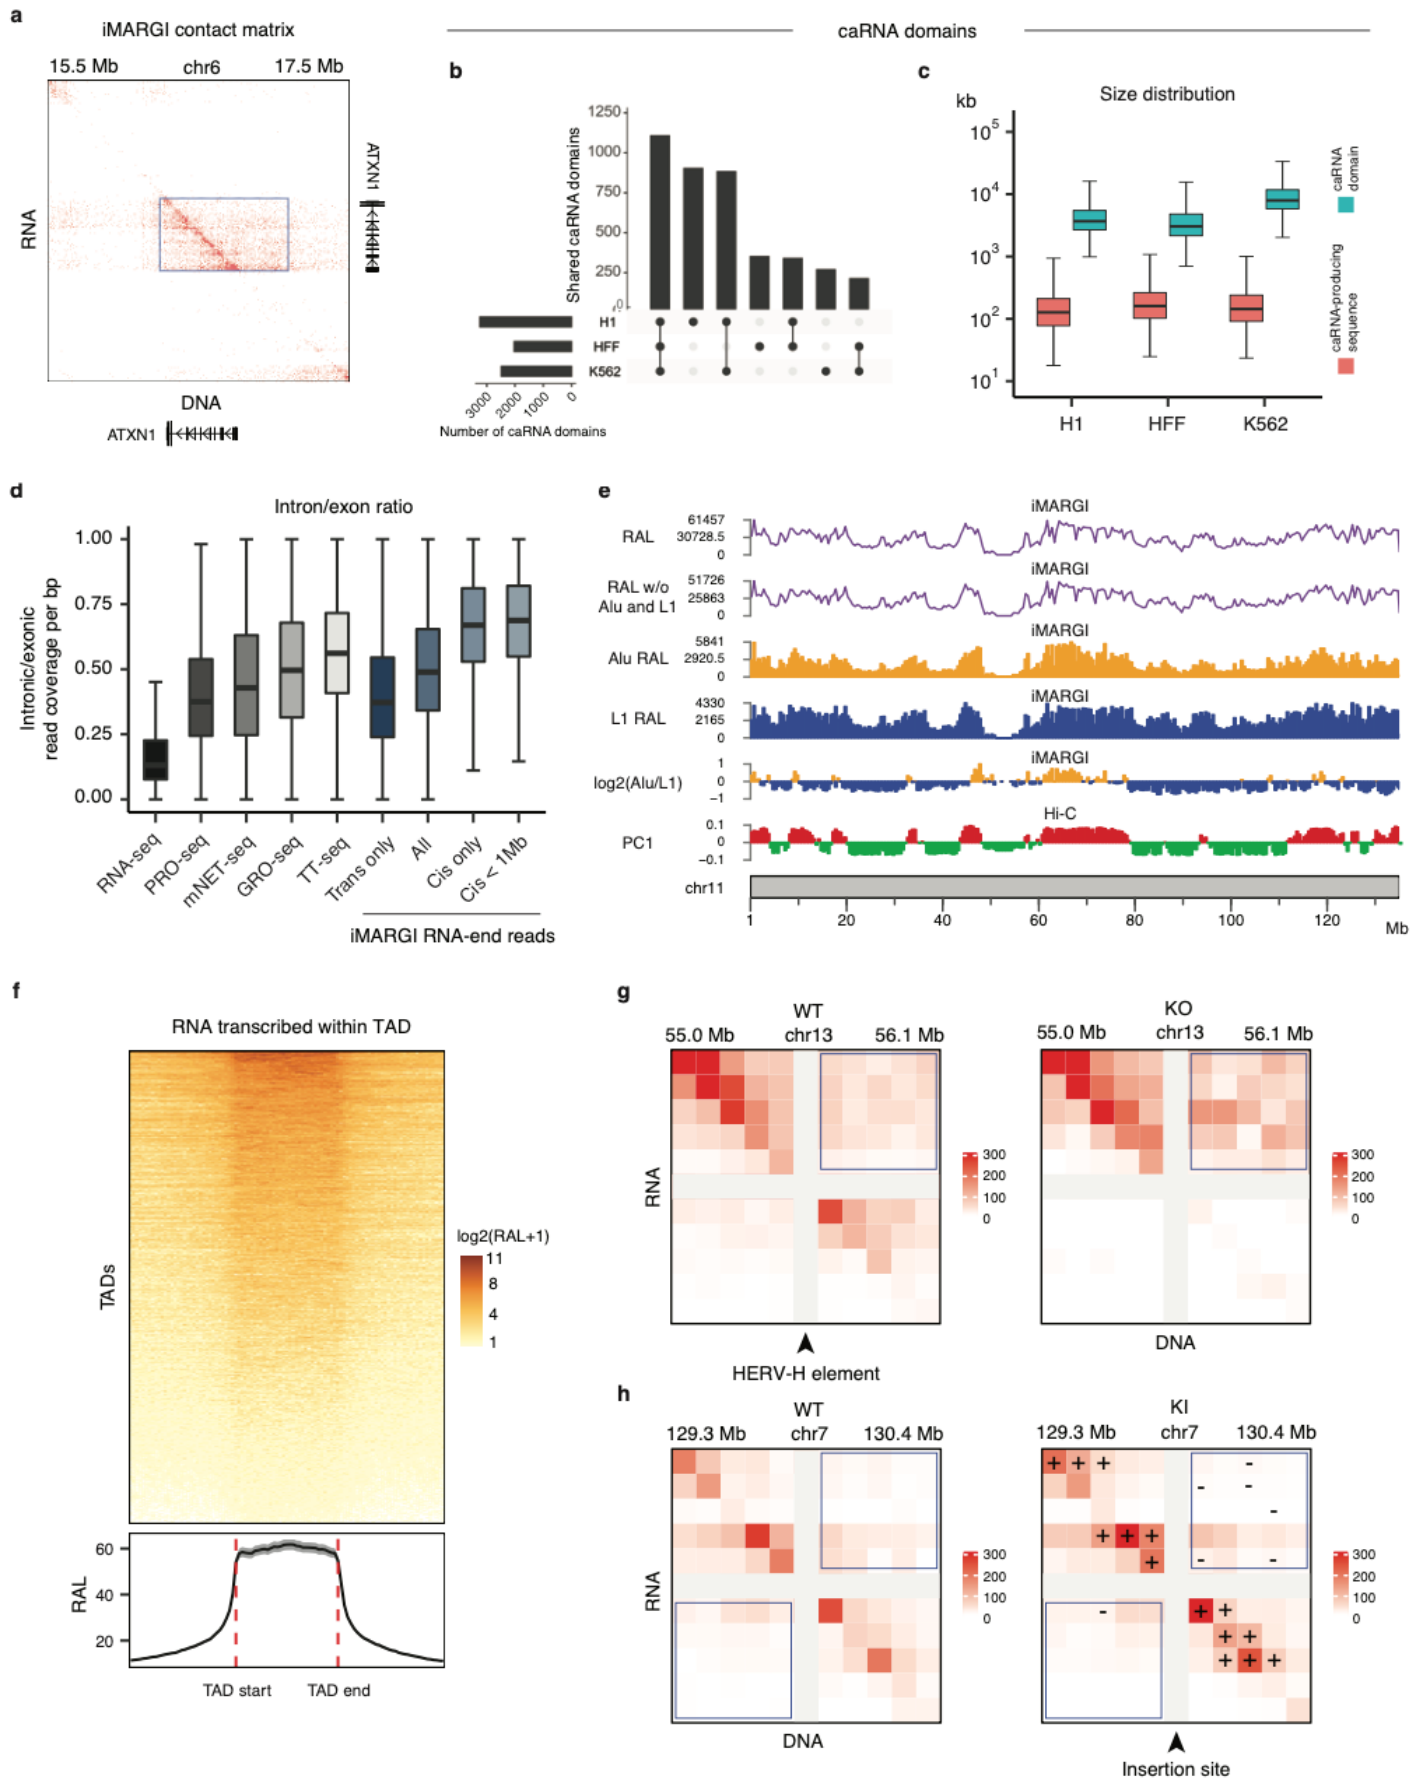 a
iMARGI contact matrix
15.5 Mb chr6 17.5 Mb
RNA
ATXN1
DNA
ATXN1
caRNA domains
b
Shared caRNA domains
1250
1000
750
500
250
0
H1
HFF
K562
3000 2000 1000 0
Number of caRNA domains
c
Size distribution
kb
10^5
10^4
10^3
10^2
10^1
H1 HFF K562
caRNA domain
caRNA-producing sequence
d
Intron/exon ratio
Intronic/exonic
read coverage per bp
1.00
0.75
0.50
0.25
0.00
RNA-seq
PRO-seq
mNET-seq
GRO-seq
TT-seq
Trans only
All
Cis only
Cis < 1Mb
iMARGI RNA-end reads
e
iMARGI
RAL
61457
30728.5
0
iMARGI
RAL w/o
Alu and L1
51726
25863
0
iMARGI
Alu RAL
5841
2920.5
0
iMARGI
L1 RAL
4330
2165
0
iMARGI
log2(Alu/L1)
1
0
−1
Hi-C
PC1
0.1
0
−0.1
chr11
1 20 40 60 80 100 120
Mb
f
RNA transcribed within TAD
TADs
log2(RAL+1)
11
8
4
1
RAL
60
40
20
TAD start TAD end
g
WT
55.0 Mb chr13 56.1 Mb
RNA
300
200
100
0
HERV-H element
KO
55.0 Mb chr13 56.1 Mb
300
200
100
0
DNA
h
WT
129.3 Mb chr7 130.4 Mb
RNA
300
200
100
0
DNA
KI
129.3 Mb chr7 130.4 Mb
+ + + -
- -
-
+ + +
+ - -
- + +
+ +
+ + +
300
200
100
0
Insertion site